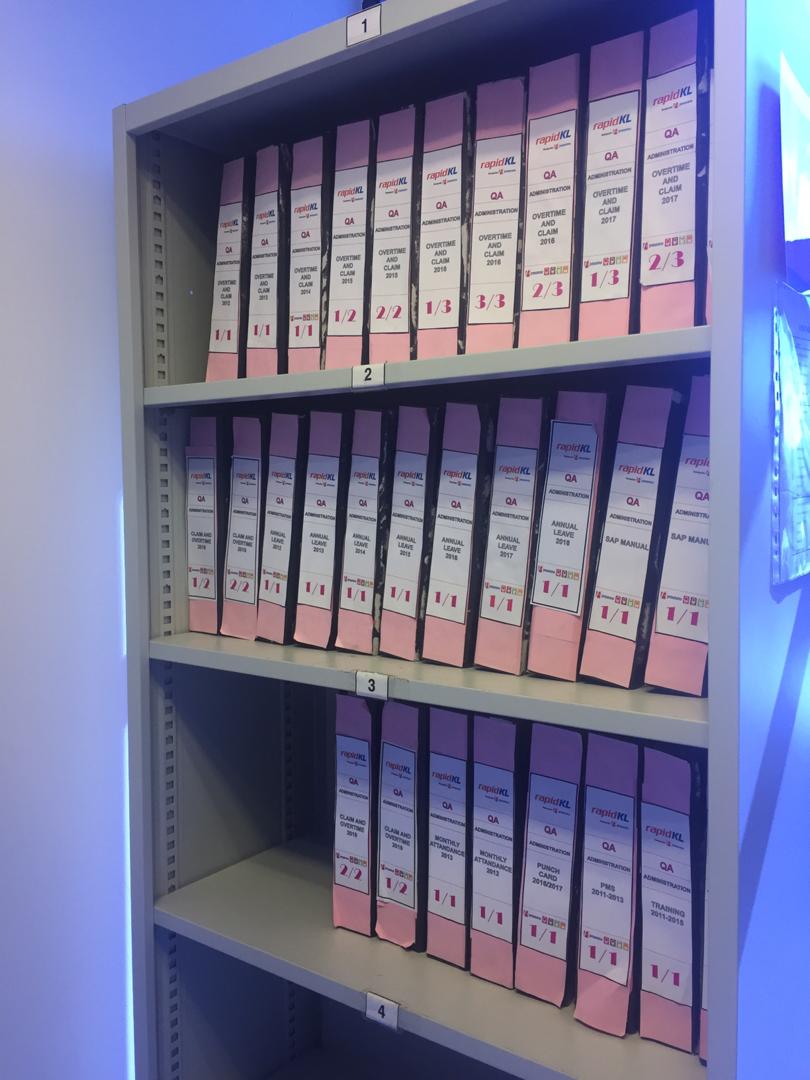 1
rapidKL
QA
ADMINISTRATION
OVERTIME
AND
CLAIM
2012
1/1
rapidKL
QA
ADMINISTRATION
OVERTIME
AND
CLAIM
2013
1/1
rapidKL
QA
ADMINISTRATION
OVERTIME
AND
CLAIM
2014
1/1
rapidKL
QA
ADMINISTRATION
OVERTIME
AND
CLAIM
2015
1/2
rapidKL
QA
ADMINISTRATION
OVERTIME
AND
CLAIM
2015
2/2
rapidKL
QA
ADMINISTRATION
OVERTIME
AND
CLAIM
2016
1/3
rapidKL
QA
ADMINISTRATION
OVERTIME
AND
CLAIM
2016
3/3
rapidKL
QA
ADMINISTRATION
OVERTIME
AND
CLAIM
2016
2/3
rapidKL
QA
ADMINISTRATION
OVERTIME
AND
CLAIM
2017
1/3
rapidKL
QA
ADMINISTRATION
OVERTIME
AND
CLAIM
2017
2/3
2
rapidKL
QA
ADMINISTRATION
CLAIM AND
OVERTIME
1/2
rapidKL
QA
ADMINISTRATION
CLAIM AND
OVERTIME
2/2
rapidKL
QA
ADMINISTRATION
ANNUAL
LEAVE
2012
1/1
rapidKL
QA
ADMINISTRATION
ANNUAL
LEAVE
2013
1/1
rapidKL
QA
ADMINISTRATION
ANNUAL
LEAVE
2014
1/1
rapidKL
QA
ADMINISTRATION
ANNUAL
LEAVE
2015
1/1
rapidKL
QA
ADMINISTRATION
ANNUAL
LEAVE
2016
1/1
rapidKL
QA
ADMINISTRATION
ANNUAL
LEAVE
2017
1/1
rapidKL
QA
ADMINISTRATION
ANNUAL
LEAVE
2018
1/1
rapidKL
QA
ADMINISTRATION
SAP MANUAL
1/1
QA
SAP MANU
1/1
3
rapidKL
QA
ADMINISTRATION
CLAIM AND
OVERTIME
2/2
rapidKL
QA
ADMINISTRATION
CLAIM AND
OVERTIME
1/2
rapidKL
QA
ADMINISTRATION
MONTHLY
ATTANDANCE
2013
1/1
rapidKL
QA
ADMINISTRATION
MONTHLY
ATTANDANCE
2012
1/1
rapidKL
QA
ADMINISTRATION
PUNCH
CARD
2016/2017
1/1
rapidKL
QA
ADMINISTRATION
PMS
2011-2013
1/1
rapidKL
QA
ADMINISTRATION
TRAINING
2011-2015
1/1
4